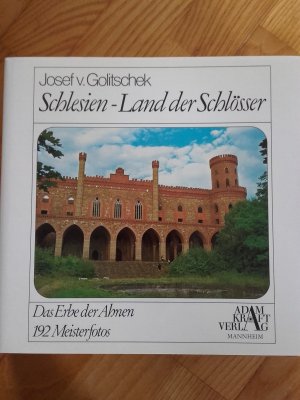 Josef v. Golitschek
Schlesien - Land der Schlösser
Das Erbe der Ahnen
192 Meisterfotos
ADAM
KRAFT
VERLAG
MANNHEIM